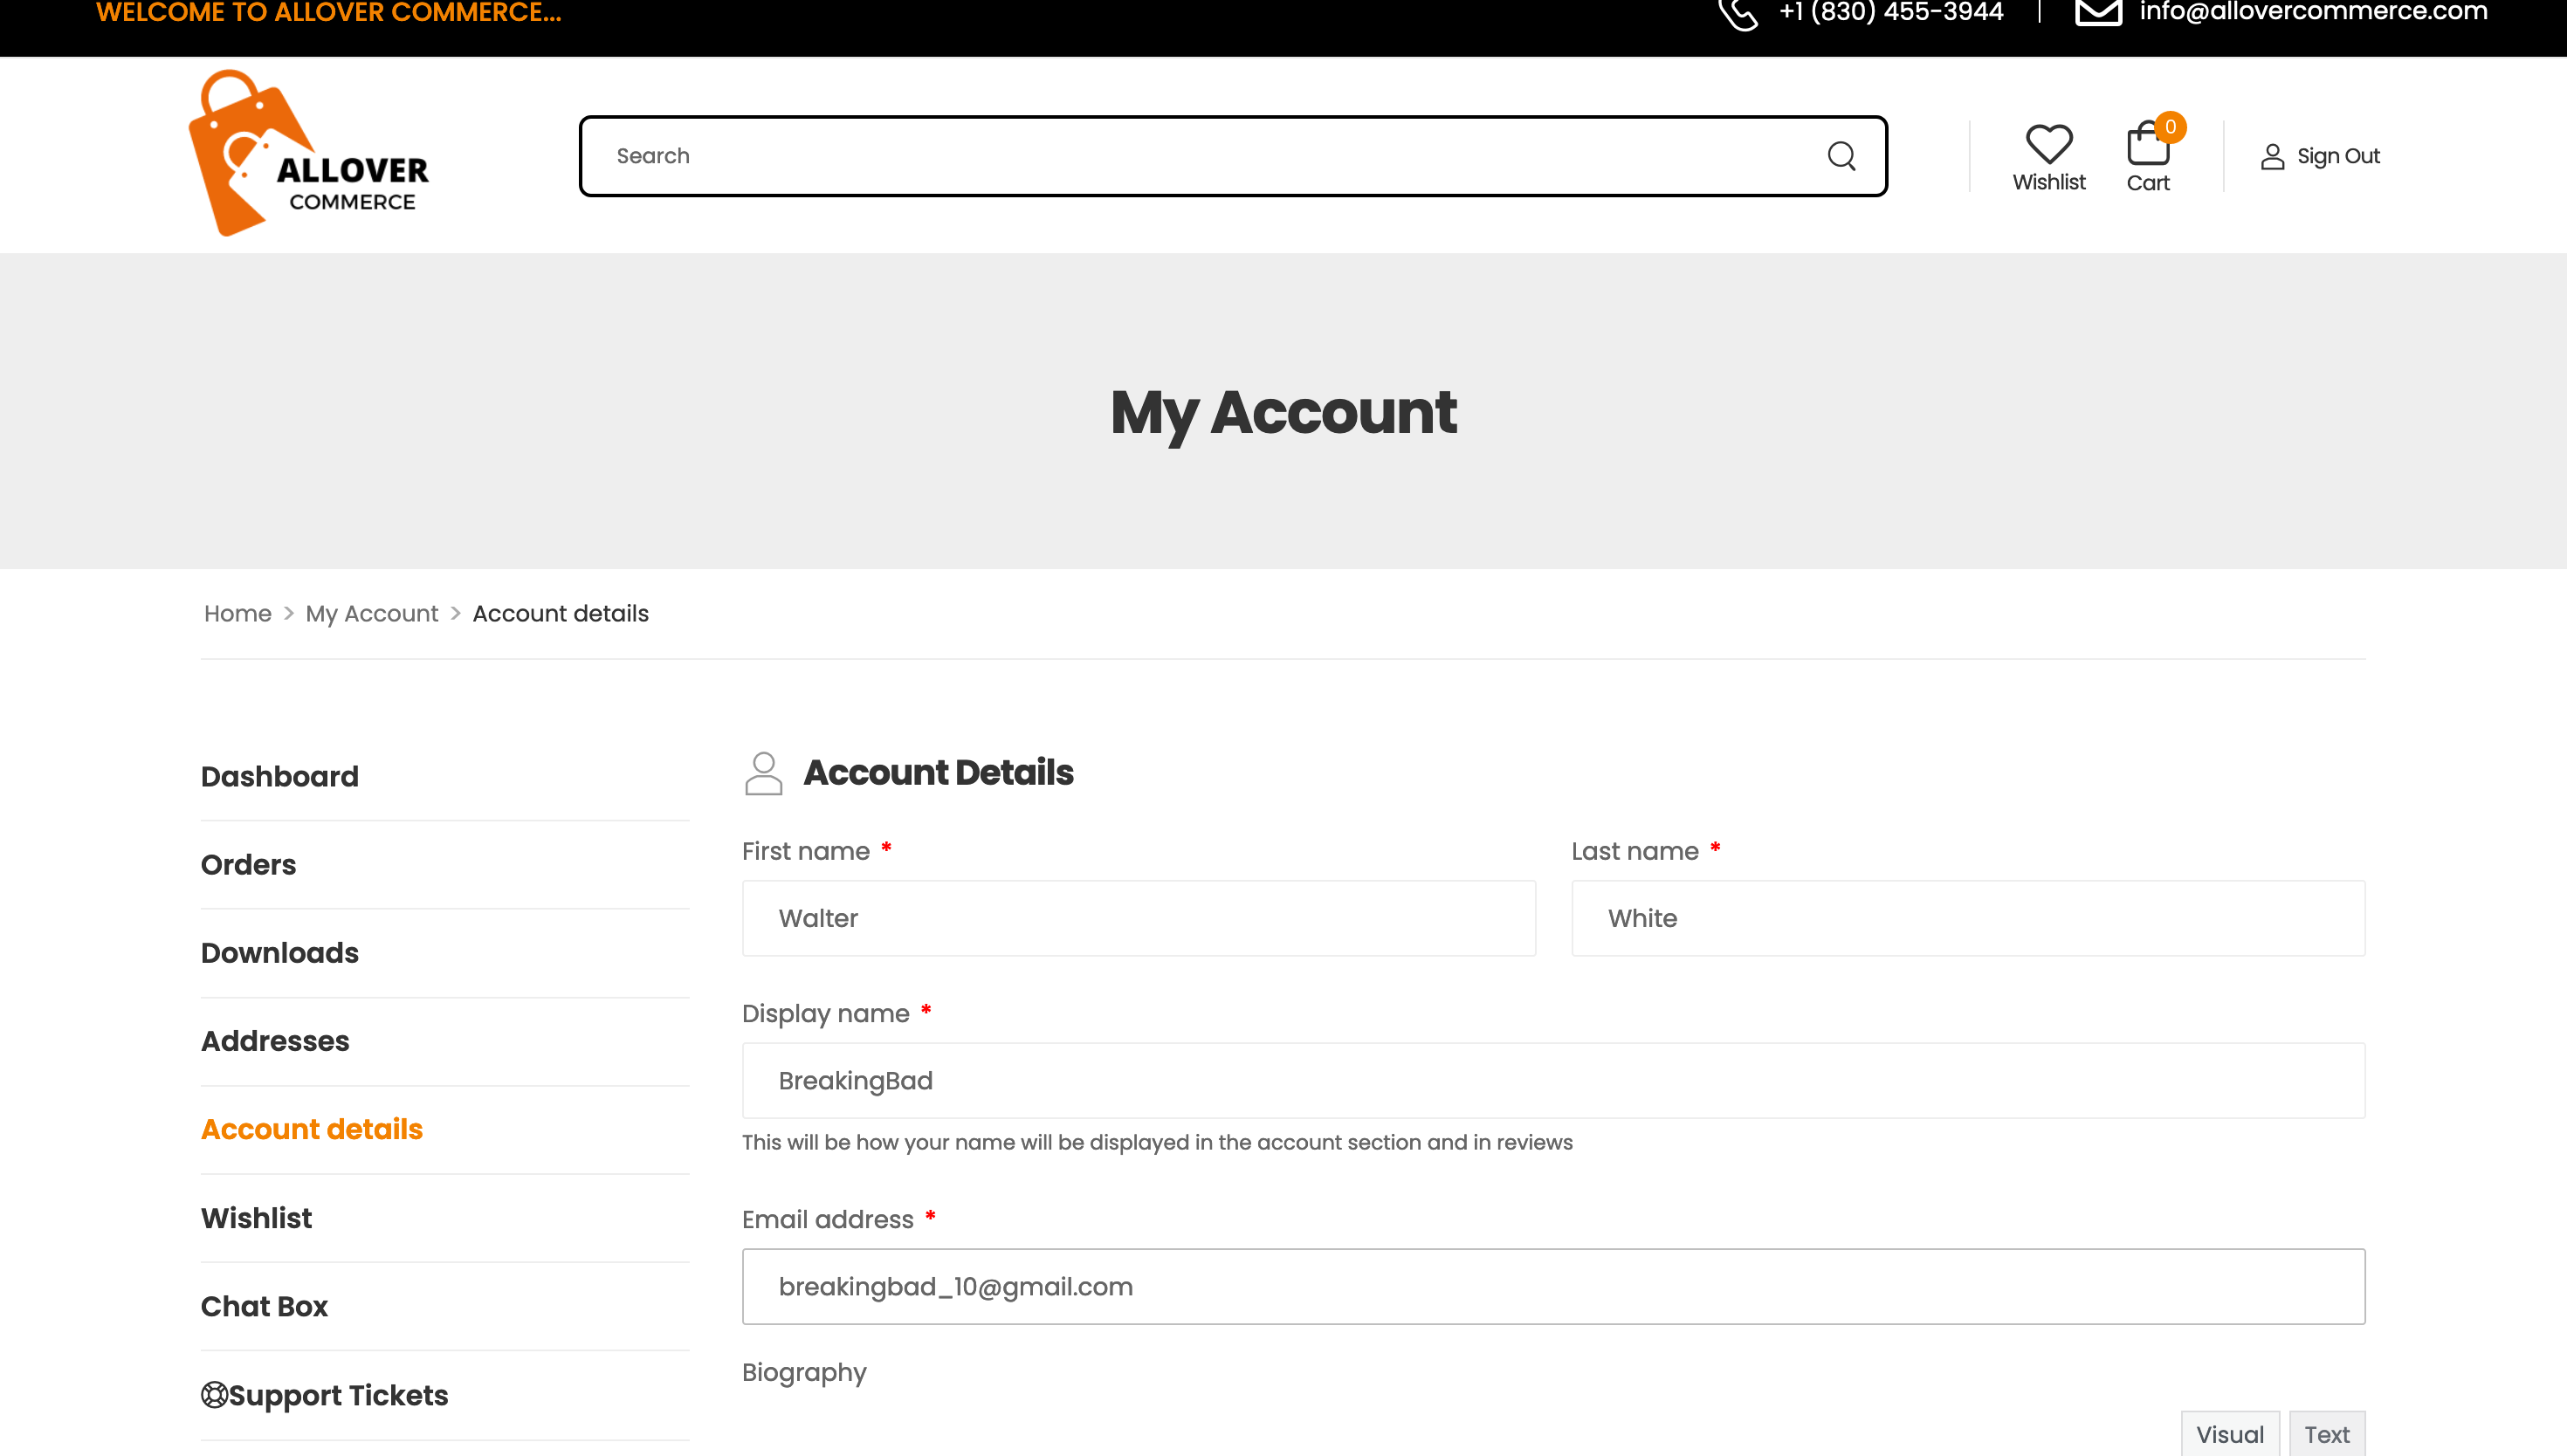 WELCOME TO ALLOVER COMMERCE...
+1 (830) 455-3944
info@allovercommerce.com
ALLOVER
COMMERCE
Search
Wishlist
0
Cart
Sign Out
My Account
Home > My Account > Account details
Dashboard
Orders
Downloads
Addresses
Account details
Wishlist
Chat Box
Support Tickets
Account Details
First name *
Walter
Last name *
White
Display name *
BreakingBad
This will be how your name will be displayed in the account section and in reviews
Email address *
breakingbad_10@gmail.com
Biography
Visual
Text